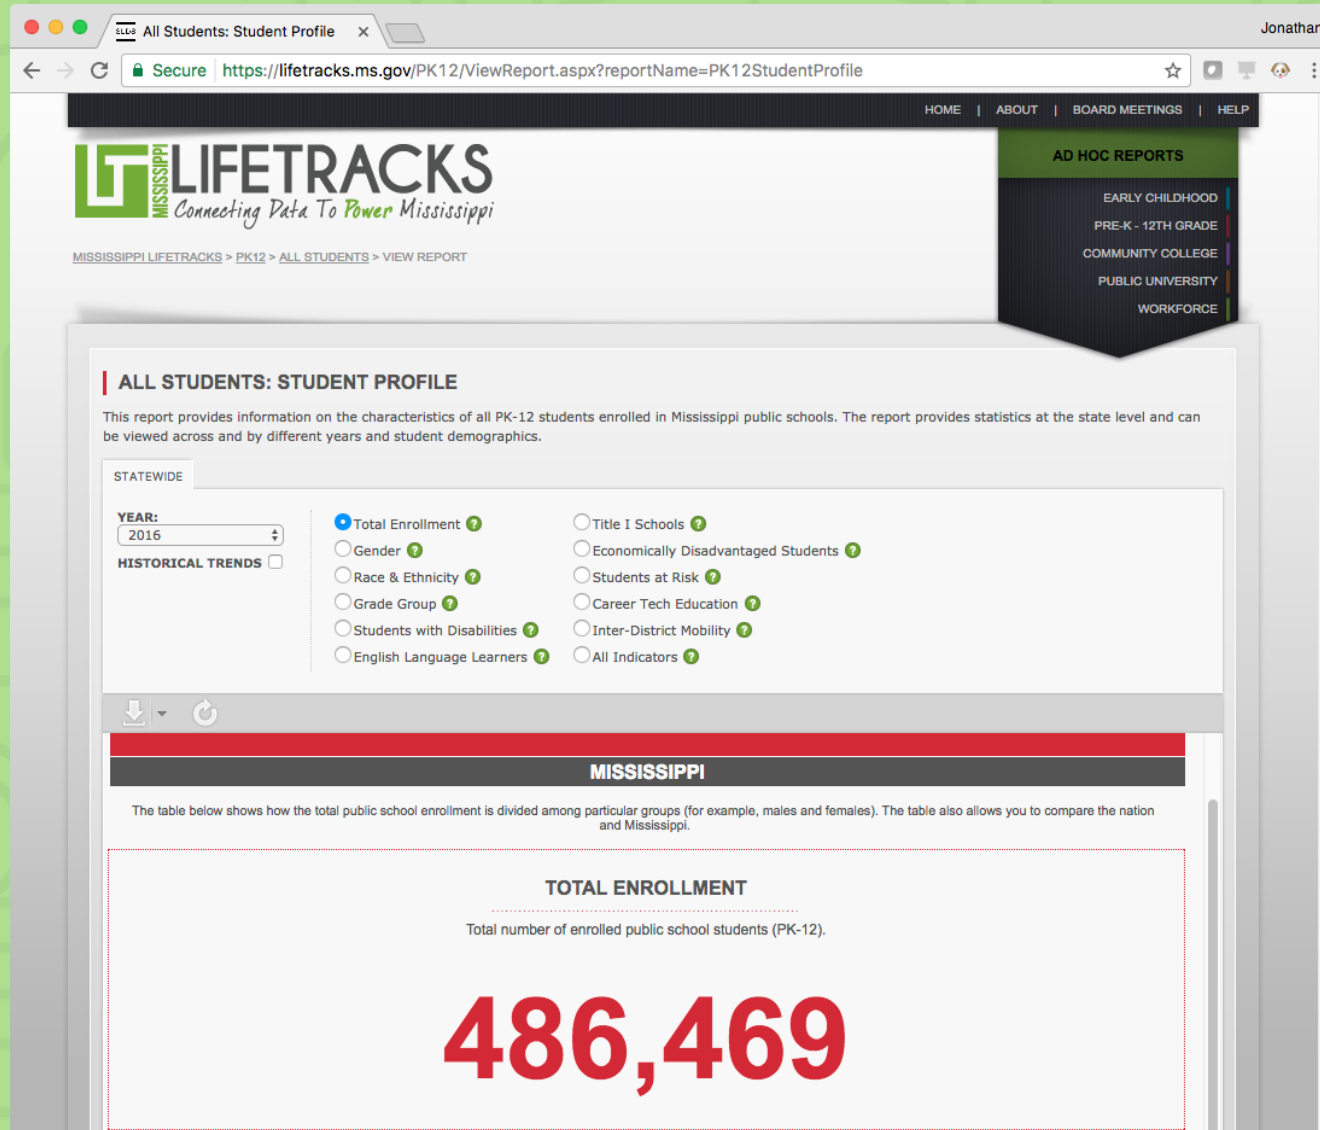 SLDS All Students: Student Profile
Jonathan
Secure https://lifetracks.ms.gov/PK12/ViewReport.aspx?reportName=PK12StudentProfile
HOME | ABOUT | BOARD MEETINGS | HELP
LT MISSISSIPPI LIFETRACKS
Connecting Data To Power Mississippi
AD HOC REPORTS
EARLY CHILDHOOD
PRE-K - 12TH GRADE
COMMUNITY COLLEGE
PUBLIC UNIVERSITY
WORKFORCE
MISSISSIPPI LIFETRACKS > PK12 > ALL STUDENTS > VIEW REPORT
ALL STUDENTS: STUDENT PROFILE
This report provides information on the characteristics of all PK-12 students enrolled in Mississippi public schools. The report provides statistics at the state level and can
be viewed across and by different years and student demographics.
STATEWIDE
YEAR:
2016
HISTORICAL TRENDS
Total Enrollment ?
Gender ?
Race & Ethnicity ?
Grade Group ?
Students with Disabilities ?
English Language Learners ?
Title I Schools ?
Economically Disadvantaged Students ?
Students at Risk ?
Career Tech Education ?
Inter-District Mobility ?
All Indicators ?
MISSISSIPPI
The table below shows how the total public school enrollment is divided among particular groups (for example, males and females). The table also allows you to compare the nation
and Mississippi.
TOTAL ENROLLMENT
Total number of enrolled public school students (PK-12).
486,469